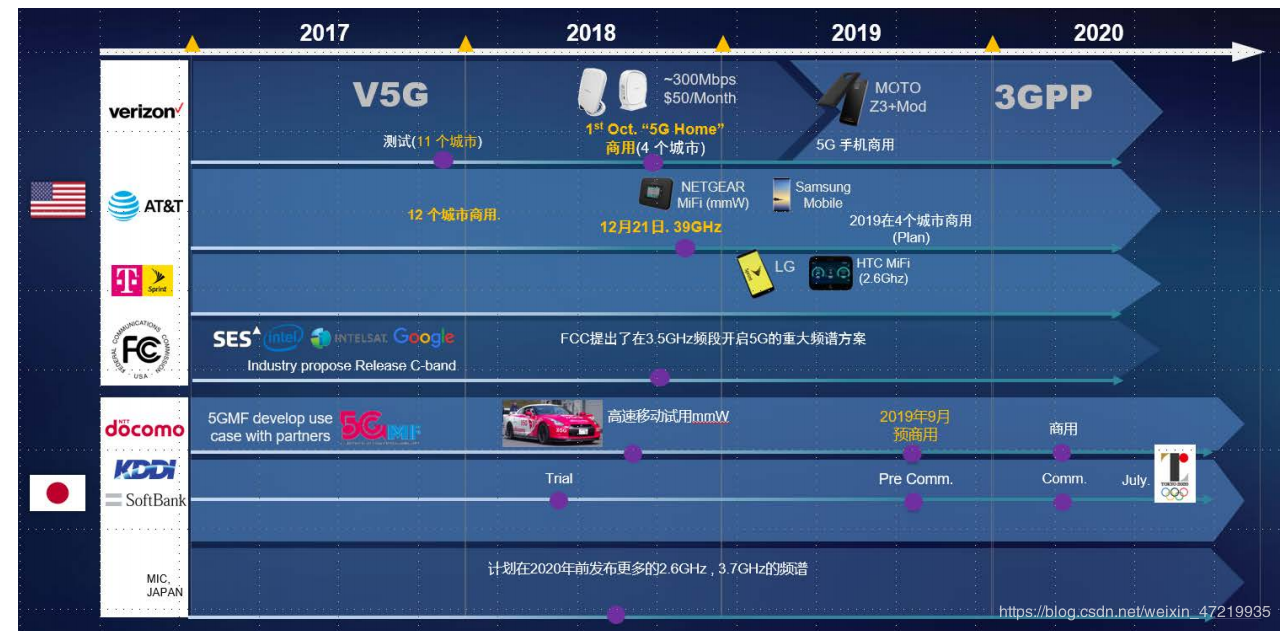 2017
2018
2019
2020
verizon
V5G
~300Mbps
$50/Month
MOTO
Z3+Mod
3GPP
测试(11 个城市)
1st Oct. “5G Home”
商用(4 个城市)
5G 手机商用
AT&T
12 个城市商用.
NETGEAR
MiFi (mmW)
Samsung
Mobile
12月21日. 39GHz
2019在4个城市商用
(Plan)
T
Sprint
LG
HTC MiFi
(2.6Ghz)
FEDERAL COMMUNICATIONS COMMISSION
FCC
USA
SES
intel
INTELSAT
Google
Industry propose Release C-band
FCC提出了在3.5GHz频段开启5G的重大频谱方案
NTT
docomo
5GMF develop use
case with partners
5GMF
高速移动试用mmW
2019年9月
预商用
商用
KDDI
SoftBank
Trial
Pre Comm.
Comm.
July.
TOKYO 2020
MIC,
JAPAN
计划在2020年前发布更多的2.6GHz , 3.7GHz的频谱
https://blog.csdn.net/weixin_47219935